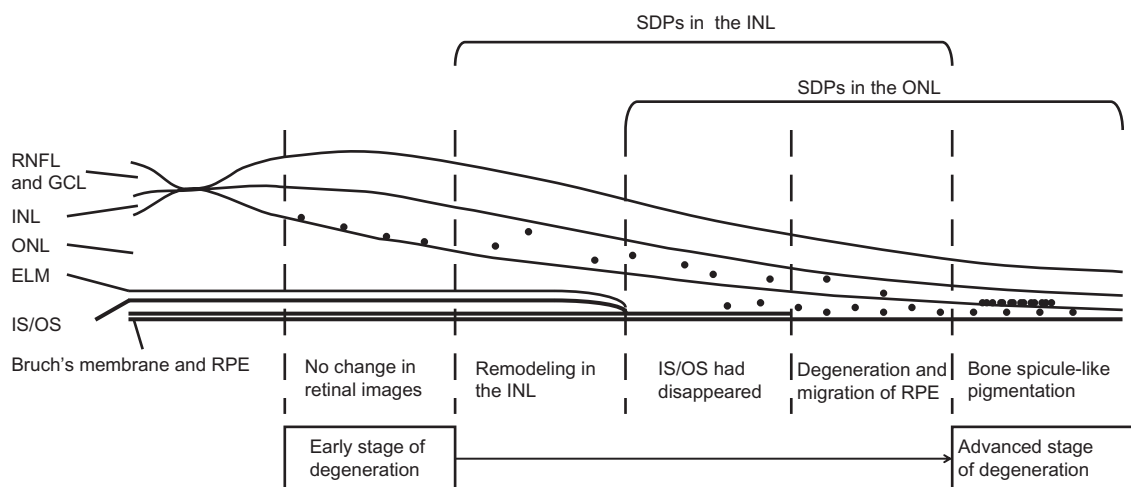 SDPs in the INL
SDPs in the ONL
RNFL
and GCL
INL
ONL
ELM
IS/OS
Bruch’s membrane and RPE
No change in
retinal images
Remodeling in
the INL
IS/OS had
disappeared
Degeneration and
migration of RPE
Bone spicule-like
pigmentation
Early stage of
degeneration
Advanced stage
of degeneration